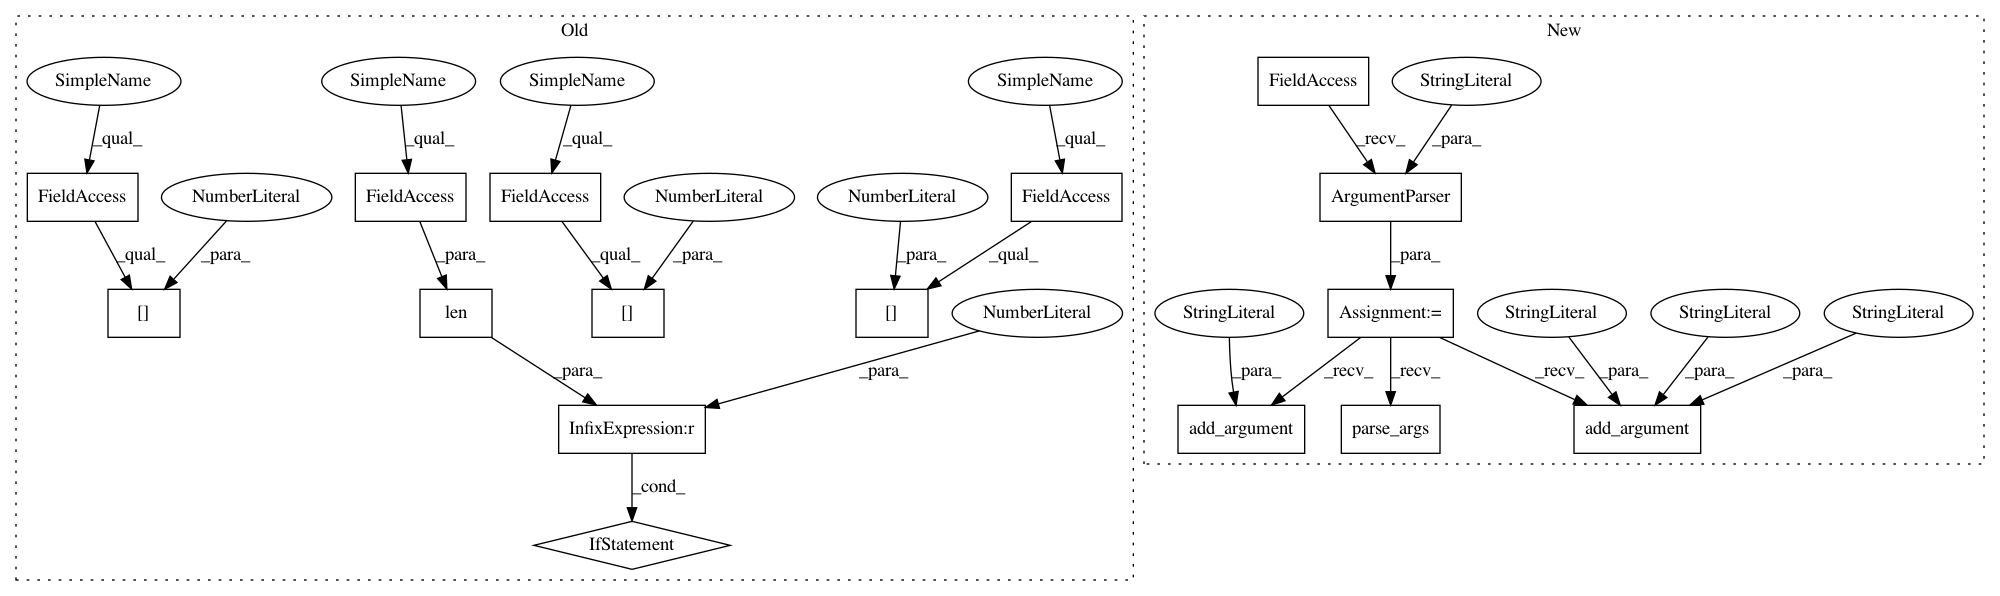 Old
New
SimpleName
SimpleName
SimpleName
SimpleName
FieldAccess
StringLiteral
_qual_
_qual_
_qual_
_qual_
_recv_
_para_
FieldAccess
NumberLiteral
FieldAccess
FieldAccess
NumberLiteral
NumberLiteral
FieldAccess
ArgumentParser
_qual_
_para_
_para_
_qual_
_para_
_para_
_qual_
_para_
[]
len
[]
[]
NumberLiteral
StringLiteral
Assignment:=
StringLiteral
StringLiteral
StringLiteral
_para_
_para_
_para_
_recv_
_recv_
_recv_
_para_
_para_
_para_
InfixExpression:r
add_argument
parse_args
add_argument
_cond_
IfStatement